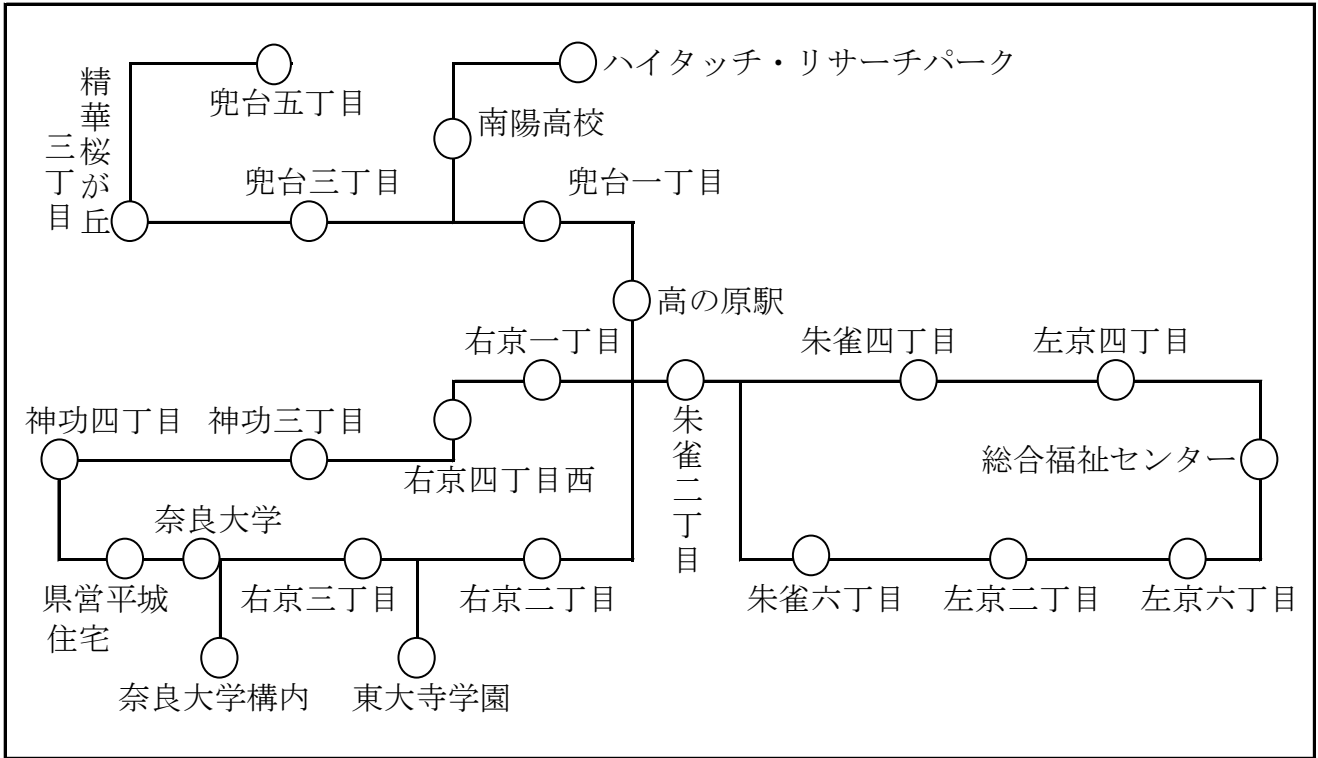 ハイタッチ・リサーチパーク
精華桜が丘
三丁目
兜台五丁目
南陽高校
兜台三丁目
兜台一丁目
高の原駅
右京一丁目
朱雀四丁目
左京四丁目
神功四丁目
神功三丁目
朱雀二丁目
右京四丁目西
総合福祉センター
奈良大学
県営平城
住宅
右京三丁目
右京二丁目
朱雀六丁目
左京二丁目
左京六丁目
奈良大学構内
東大寺学園